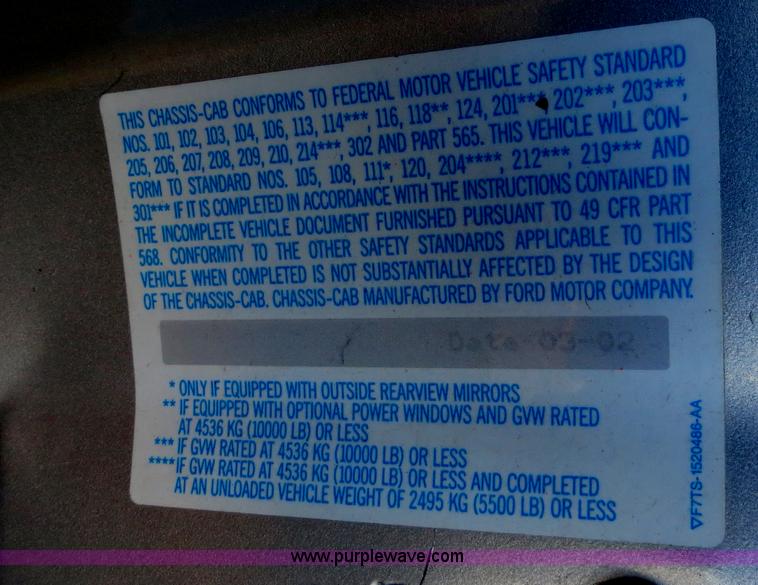 THIS CHASSIS-CAB CONFORMS TO FEDERAL MOTOR VEHICLE SAFETY STANDARD
NOS. 101, 102, 103, 104, 106, 113, 114***, 116, 118**, 124, 201***, 202***, 203***,
205, 206, 207, 208, 209, 210, 214***, 302 AND PART 565. THIS VEHICLE WILL CON-
FORM TO STANDARD NOS. 105, 108, 111*, 120, 204****, 212***, 219*** AND
301*** IF IT IS COMPLETED IN ACCORDANCE WITH THE INSTRUCTIONS CONTAINED IN
THE INCOMPLETE VEHICLE DOCUMENT FURNISHED PURSUANT TO 49 CFR PART
568. CONFORMITY TO THE OTHER SAFETY STANDARDS APPLICABLE TO THIS
VEHICLE WHEN COMPLETED IS NOT SUBSTANTIALLY AFFECTED BY THE DESIGN
OF THE CHASSIS-CAB. CHASSIS-CAB MANUFACTURED BY FORD MOTOR COMPANY.
Date 03-02
* ONLY IF EQUIPPED WITH OUTSIDE REARVIEW MIRRORS
** IF EQUIPPED WITH OPTIONAL POWER WINDOWS AND GVW RATED
AT 4536 KG (10000 LB) OR LESS
*** IF GVW RATED AT 4536 KG (10000 LB) OR LESS
**** IF GVW RATED AT 4536 KG (10000 LB) OR LESS AND COMPLETED
AT AN UNLOADED VEHICLE WEIGHT OF 2495 KG (5500 LB) OR LESS
▽F7TS-1520486-AA
www.purplewave.com